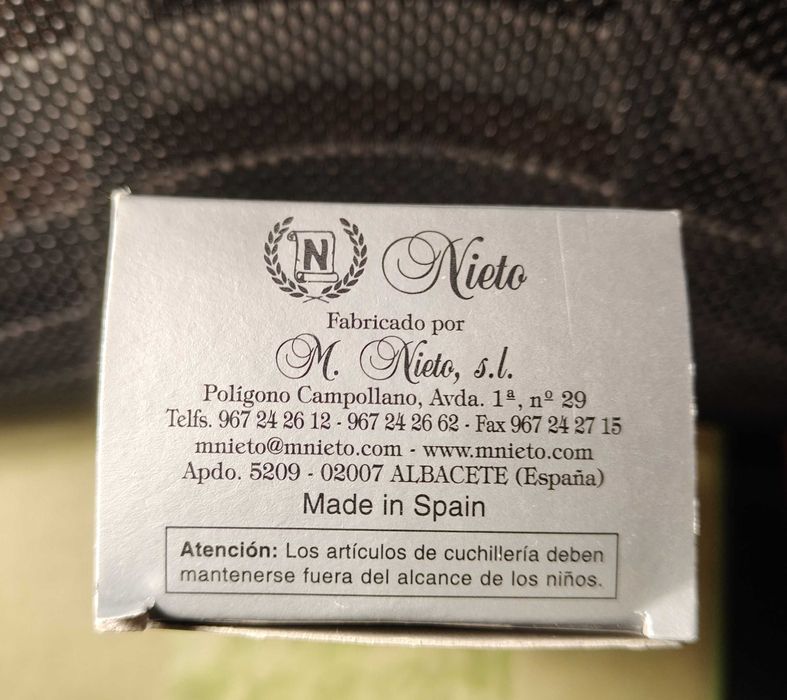 N Nieto
Fabricado por
M. Nieto, s.l.
Polígono Campollano, Avda. 1ª, nº 29
Telfs. 967 24 26 12 - 967 24 26 62 - Fax 967 24 27 15
mnieto@mnieto.com - www.mnieto.com
Apdo. 5209 - 02007 ALBACETE (España)
Made in Spain
Atención: Los artículos de cuchillería deben
mantenerse fuera del alcance de los niños.